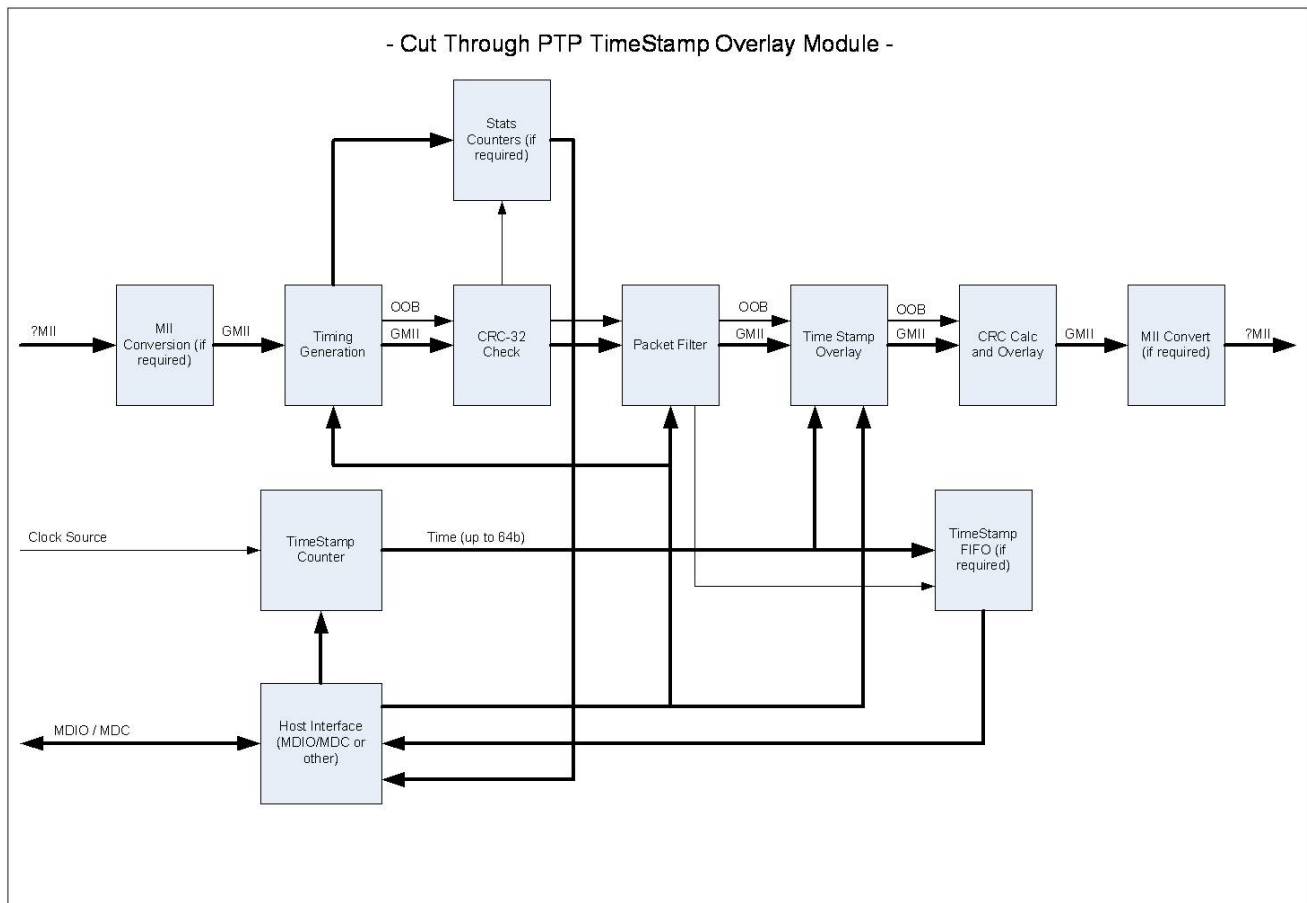 - Cut Through PTP TimeStamp Overlay Module -
Stats
Counters (if
required)
?MII
MII
Conversion (if
required)
GMII
Timing
Generation
OOB
GMII
CRC-32
Check
Packet Filter
OOB
GMII
Time Stamp
Overlay
OOB
GMII
CRC Calc
and Overlay
GMII
MII Convert
(if required)
?MII
Clock Source
TimeStamp
Counter
Time (up to 64b)
TimeStamp
FIFO (if
required)
MDIO / MDC
Host Interface
(MDIO/MDC or
other)